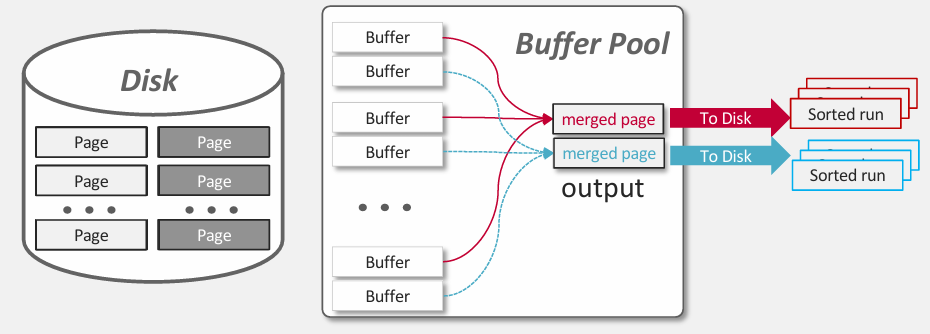 Disk
Page Page
Page Page
Page Page
Buffer Pool
Buffer
Buffer
Buffer
Buffer
Buffer
Buffer
merged page
merged page
output
To Disk
To Disk
Sorted run
Sorted run